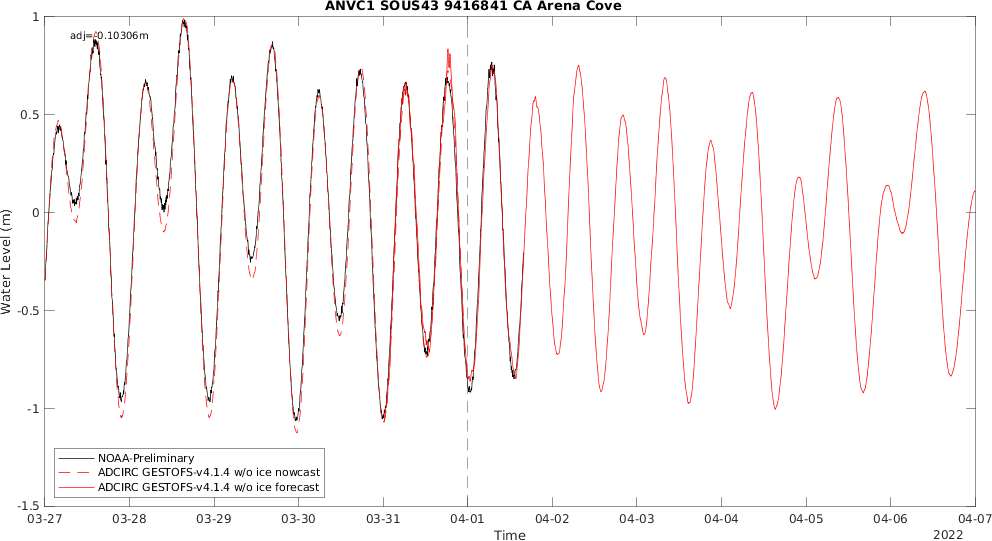 ANVC1 SOUS43 9416841 CA Arena Cove
adj=-0.10306m
1
0.5
0
-0.5
-1
-1.5
Water Level (m)
NOAA-Preliminary
ADCIRC GESTOFS-v4.1.4 w/o ice nowcast
ADCIRC GESTOFS-v4.1.4 w/o ice forecast
03-27 03-28 03-29 03-30 03-31 04-01 04-02 04-03 04-04 04-05 04-06 04-07
Time
2022